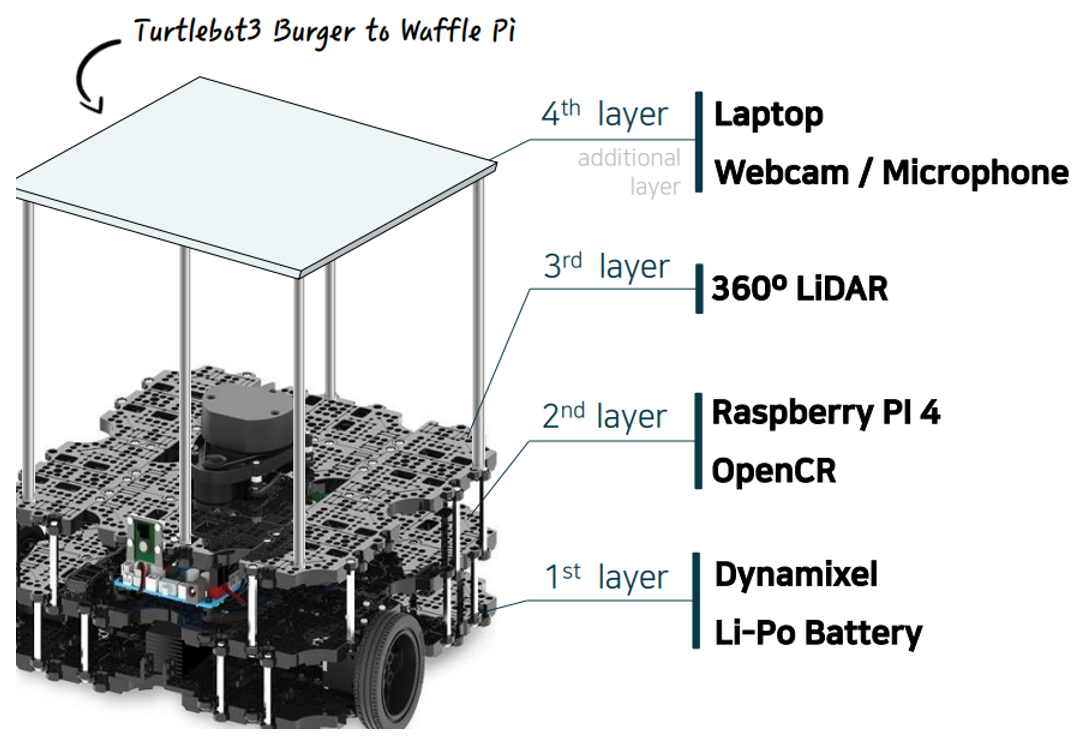 Turtlebot3 Burger to Waffle Pi
4th layer
additional
layer
Laptop
Webcam / Microphone
3rd layer
360º LiDAR
2nd layer
Raspberry PI 4
OpenCR
1st layer
Dynamixel
Li-Po Battery